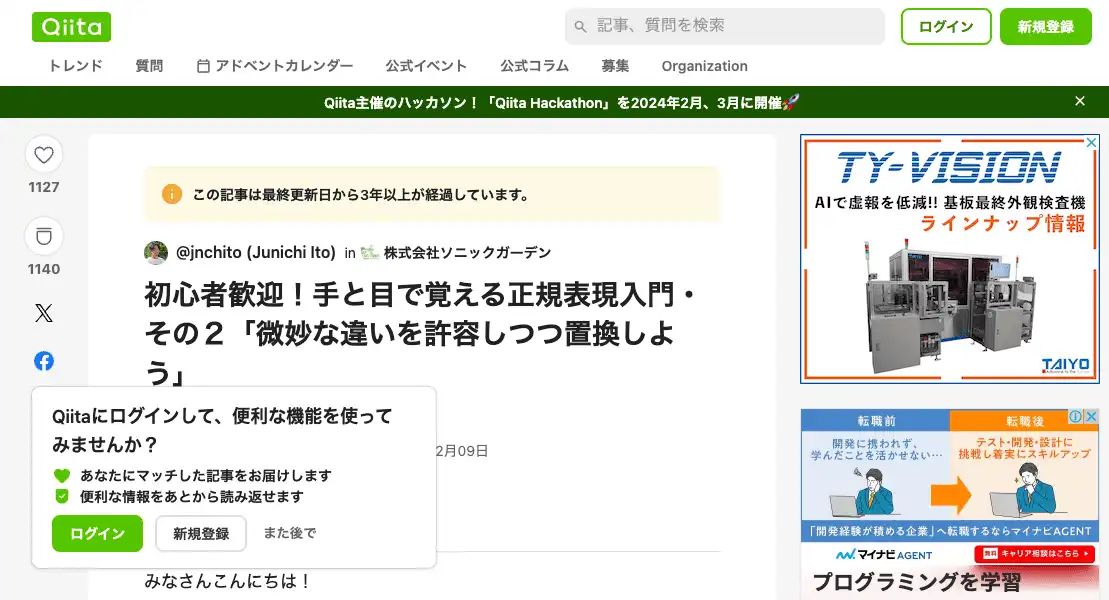 Qiita
記事、質問を検索
ログイン
新規登録
トレンド
質問
アドベントカレンダー
公式イベント
公式コラム
募集
Organization
Qiita主催のハッカソン！「Qiita Hackathon」を2024年2月、3月に開催🚀
1127
1140
この記事は最終更新日から3年以上が経過しています。
@jnchito (Junichi Ito) in 株式会社ソニックガーデン
初心者歓迎！手と目で覚える正規表現入門・
その２「微妙な違いを許容しつつ置換しよ
う」
2月09日
みなさんこんにちは！
Qiitaにログインして、便利な機能を使って
みませんか？
あなたにマッチした記事をお届けします
便利な情報をあとから読み返せます
ログイン
新規登録
また後で
TY-VISION
AIで虚報を低減!! 基板最終外観検査機
ラインナップ情報
TAIYO
転職前
転職後
開発に携われず、
学んだことを活かせない…
テスト・開発・設計に
挑戦し着実にスキルアップ
「開発経験が積める企業」へ転職するならマイナビAGENT
マイナビAGENT
無料 キャリア相談はこちら
プログラミングを学習